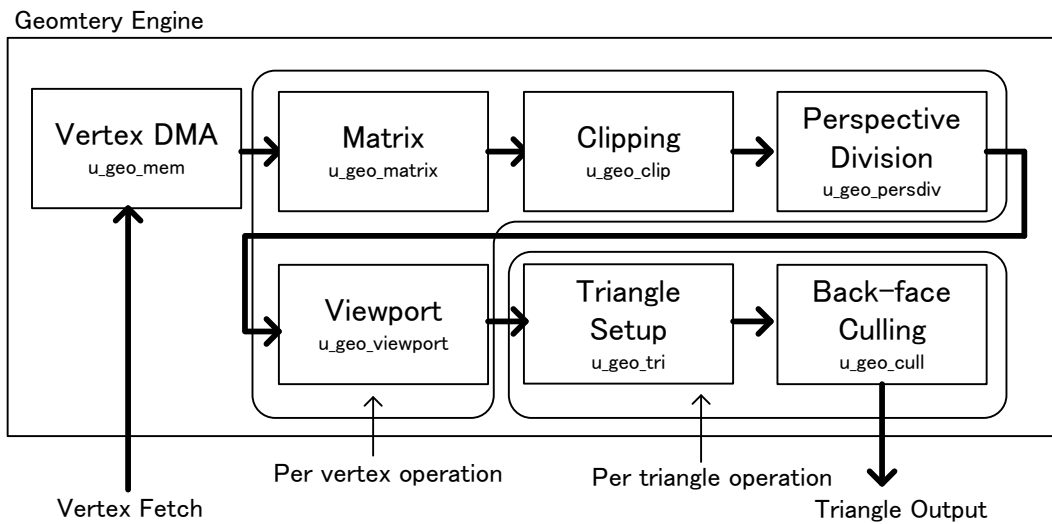 Geomtery Engine
Vertex DMA
u_geo_mem
Matrix
u_geo_matrix
Clipping
u_geo_clip
Perspective
Division
u_geo_persdiv
Viewport
u_geo_viewport
Triangle
Setup
u_geo_tri
Back-face
Culling
u_geo_cull
Per vertex operation
Per triangle operation
Vertex Fetch
Triangle Output